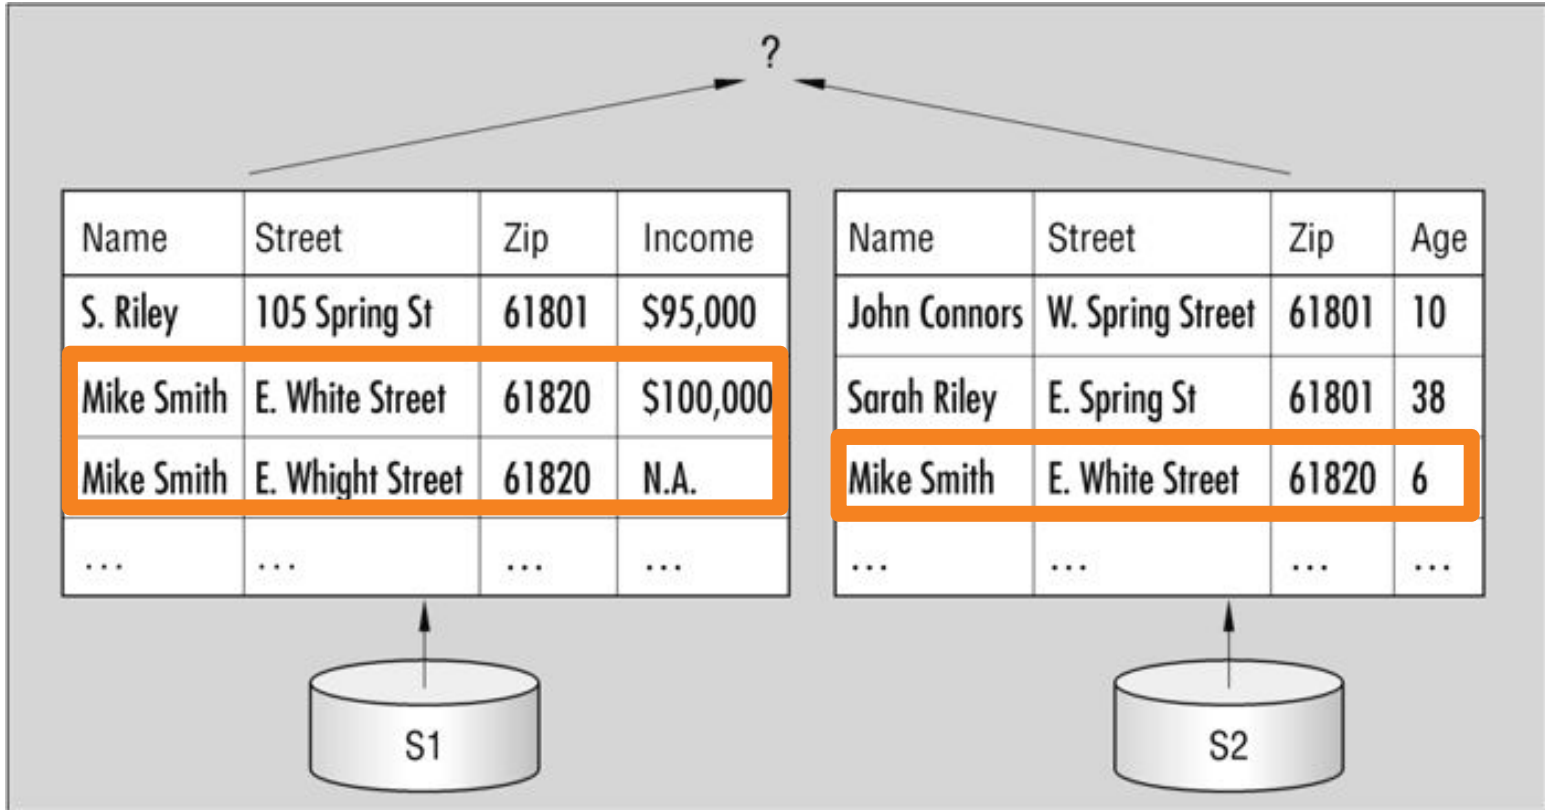 ?
Name Street Zip Income
S. Riley 105 Spring St 61801 $95,000
Mike Smith E. White Street 61820 $100,000
Mike Smith E. Whight Street 61820 N.A.
... ... ... ...
Name Street Zip Age
John Connors W. Spring Street 61801 10
Sarah Riley E. Spring St 61801 38
Mike Smith E. White Street 61820 6
... ... ... ...
S1
S2